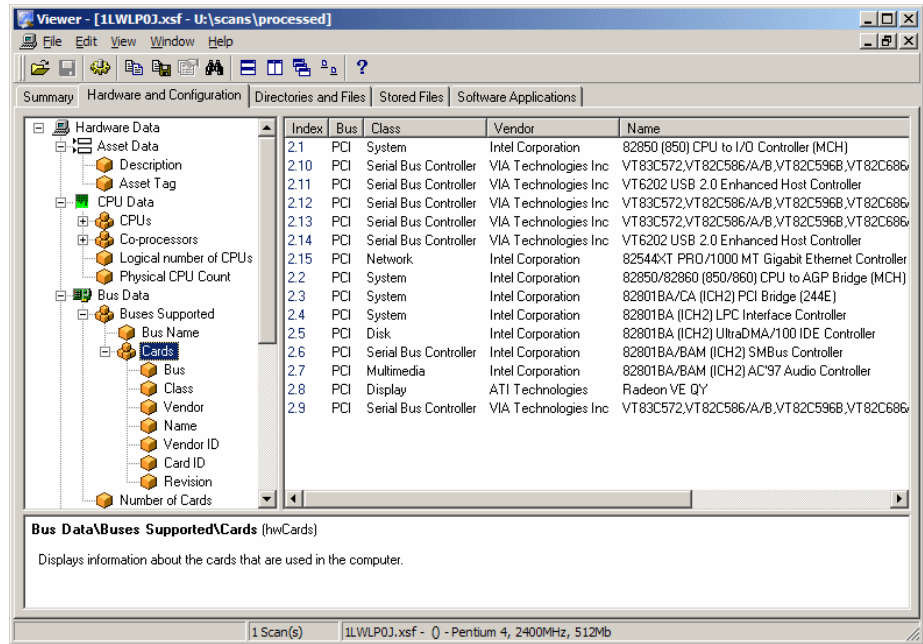 Viewer - [1LWLP0J.xsf - U:\scans\processed]
File Edit View Window Help
Summary Hardware and Configuration Directories and Files Stored Files Software Applications
Hardware Data
Asset Data
Description
Asset Tag
CPU Data
CPUs
Co-processors
Logical number of CPUs
Physical CPU Count
Bus Data
Buses Supported
Bus Name
Cards
Bus
Class
Vendor
Name
Vendor ID
Card ID
Revision
Number of Cards
Index Bus Class Vendor Name
2.1 PCI System Intel Corporation 82850 (850) CPU to I/O Controller (MCH)
2.10 PCI Serial Bus Controller VIA Technologies Inc VT83C572,VT82C586/A/B,VT82C596B,VT82C686/
2.11 PCI Serial Bus Controller VIA Technologies Inc VT6202 USB 2.0 Enhanced Host Controller
2.12 PCI Serial Bus Controller VIA Technologies Inc VT83C572,VT82C586/A/B,VT82C596B,VT82C686/
2.13 PCI Serial Bus Controller VIA Technologies Inc VT83C572,VT82C586/A/B,VT82C596B,VT82C686/
2.14 PCI Serial Bus Controller VIA Technologies Inc VT6202 USB 2.0 Enhanced Host Controller
2.15 PCI Network Intel Corporation 82544XT PRO/1000 MT Gigabit Ethernet Controller
2.2 PCI System Intel Corporation 82850/82860 (850/860) CPU to AGP Bridge (MCH)
2.3 PCI System Intel Corporation 82801BA/CA (ICH2) PCI Bridge (244E)
2.4 PCI System Intel Corporation 82801BA (ICH2) LPC Interface Controller
2.5 PCI Disk Intel Corporation 82801BA (ICH2) UltraDMA/100 IDE Controller
2.6 PCI Serial Bus Controller Intel Corporation 82801BA/BAM (ICH2) SMBus Controller
2.7 PCI Multimedia Intel Corporation 82801BA/BAM (ICH2) AC'97 Audio Controller
2.8 PCI Display ATI Technologies Radeon VE QY
2.9 PCI Serial Bus Controller VIA Technologies Inc VT83C572,VT82C586/A/B,VT82C596B,VT82C686/
Bus Data\Buses Supported\Cards (hwCards)
Displays information about the cards that are used in the computer.
1 Scan(s) 1LWLP0J.xsf - () - Pentium 4, 2400MHz, 512Mb